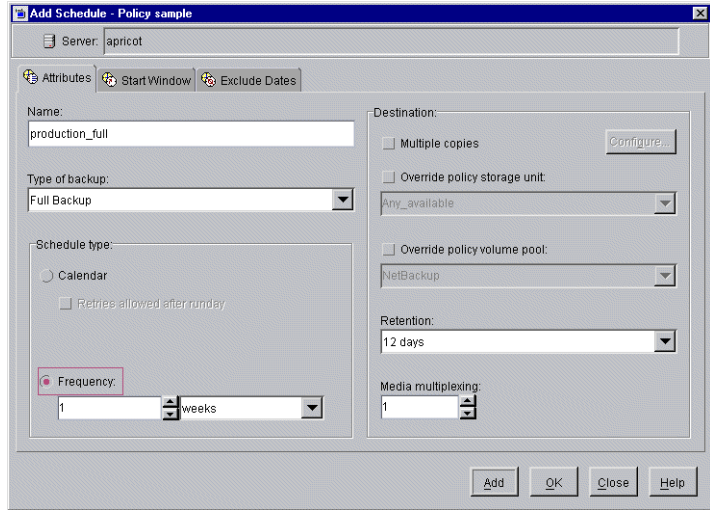 Add Schedule - Policy sample
Server: apricot
Attributes
Start Window
Exclude Dates
Name:
production_full
Type of backup:
Full Backup
Schedule type:
Calendar
Retries allowed after runday
Frequency:
1
weeks
Destination:
Multiple copies
Configure...
Override policy storage unit:
Any_available
Override policy volume pool:
NetBackup
Retention:
12 days
Media multiplexing:
1
Add
OK
Close
Help